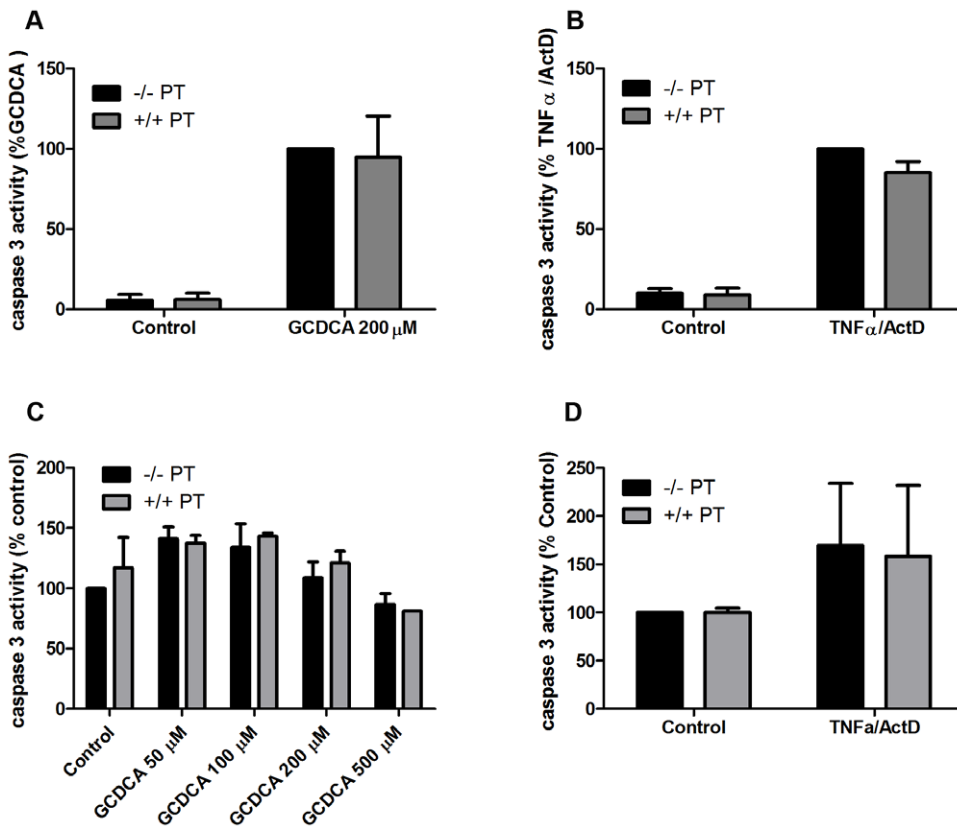 A
caspase 3 activity (%GCDCA)
150
100
50
0
-/- PT
+/+ PT
Control
GCDCA 200 μM
B
caspase 3 activity (% TNFα/ActD)
150
100
50
0
-/- PT
+/+ PT
Control
TNFα/ActD
C
caspase 3 activity (% control)
200
150
100
50
0
-/- PT
+/+ PT
Control
GCDCA 50 μM
GCDCA 100 μM
GCDCA 200 μM
GCDCA 500 μM
D
caspase 3 activity (% Control)
250
200
150
100
50
0
-/- PT
+/+ PT
Control
TNFa/ActD